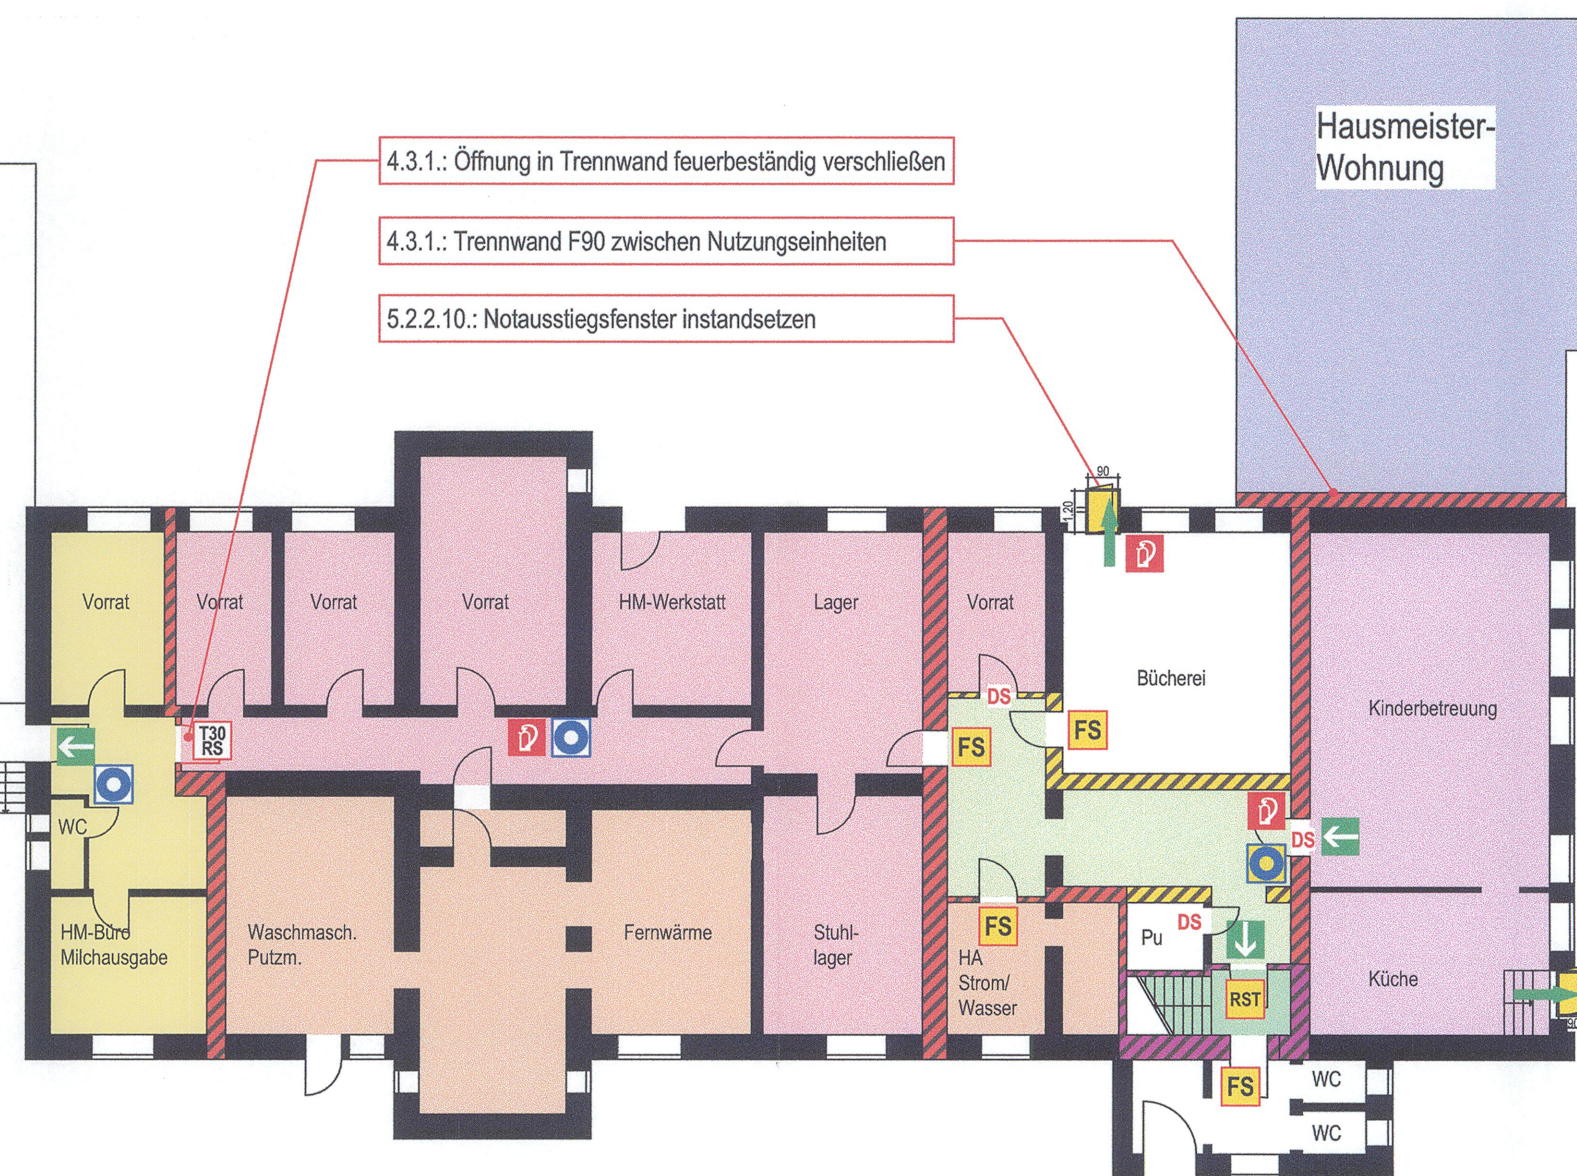 Hausmeister-
Wohnung
4.3.1.: Öffnung in Trennwand feuerbeständig verschließen
4.3.1.: Trennwand F90 zwischen Nutzungseinheiten
5.2.2.10.: Notausstiegsfenster instandsetzen
90
1.20
Vorrat
Vorrat
Vorrat
Vorrat
HM-Werkstatt
Lager
Vorrat
Bücherei
Kinderbetreuung
DS
FS
FS
T30
RS
WC
DS
HM-Büro
Milchausgabe
Waschmasch.
Putzm.
Fernwärme
Stuhl-
lager
FS
HA
Strom/
Wasser
Pu
DS
RST
Küche
90
FS
WC
WC